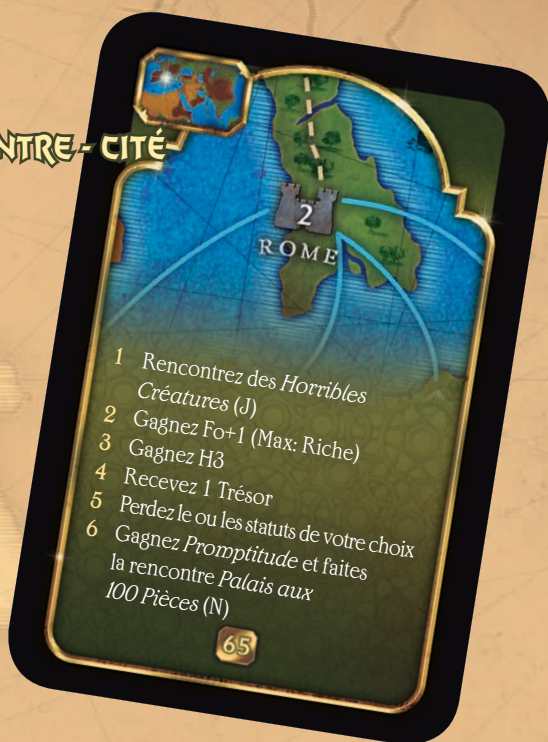 NTRE - CITÉ
2
ROME
1 Rencontrez des Horribles
Créatures (J)
2 Gagnez Fo+1 (Max: Riche)
3 Gagnez H3
4 Recevez 1 Trésor
5 Perdez le ou les statuts de votre choix
6 Gagnez Promptitude et faites
la rencontre Palais aux
100 Pièces (N)
65